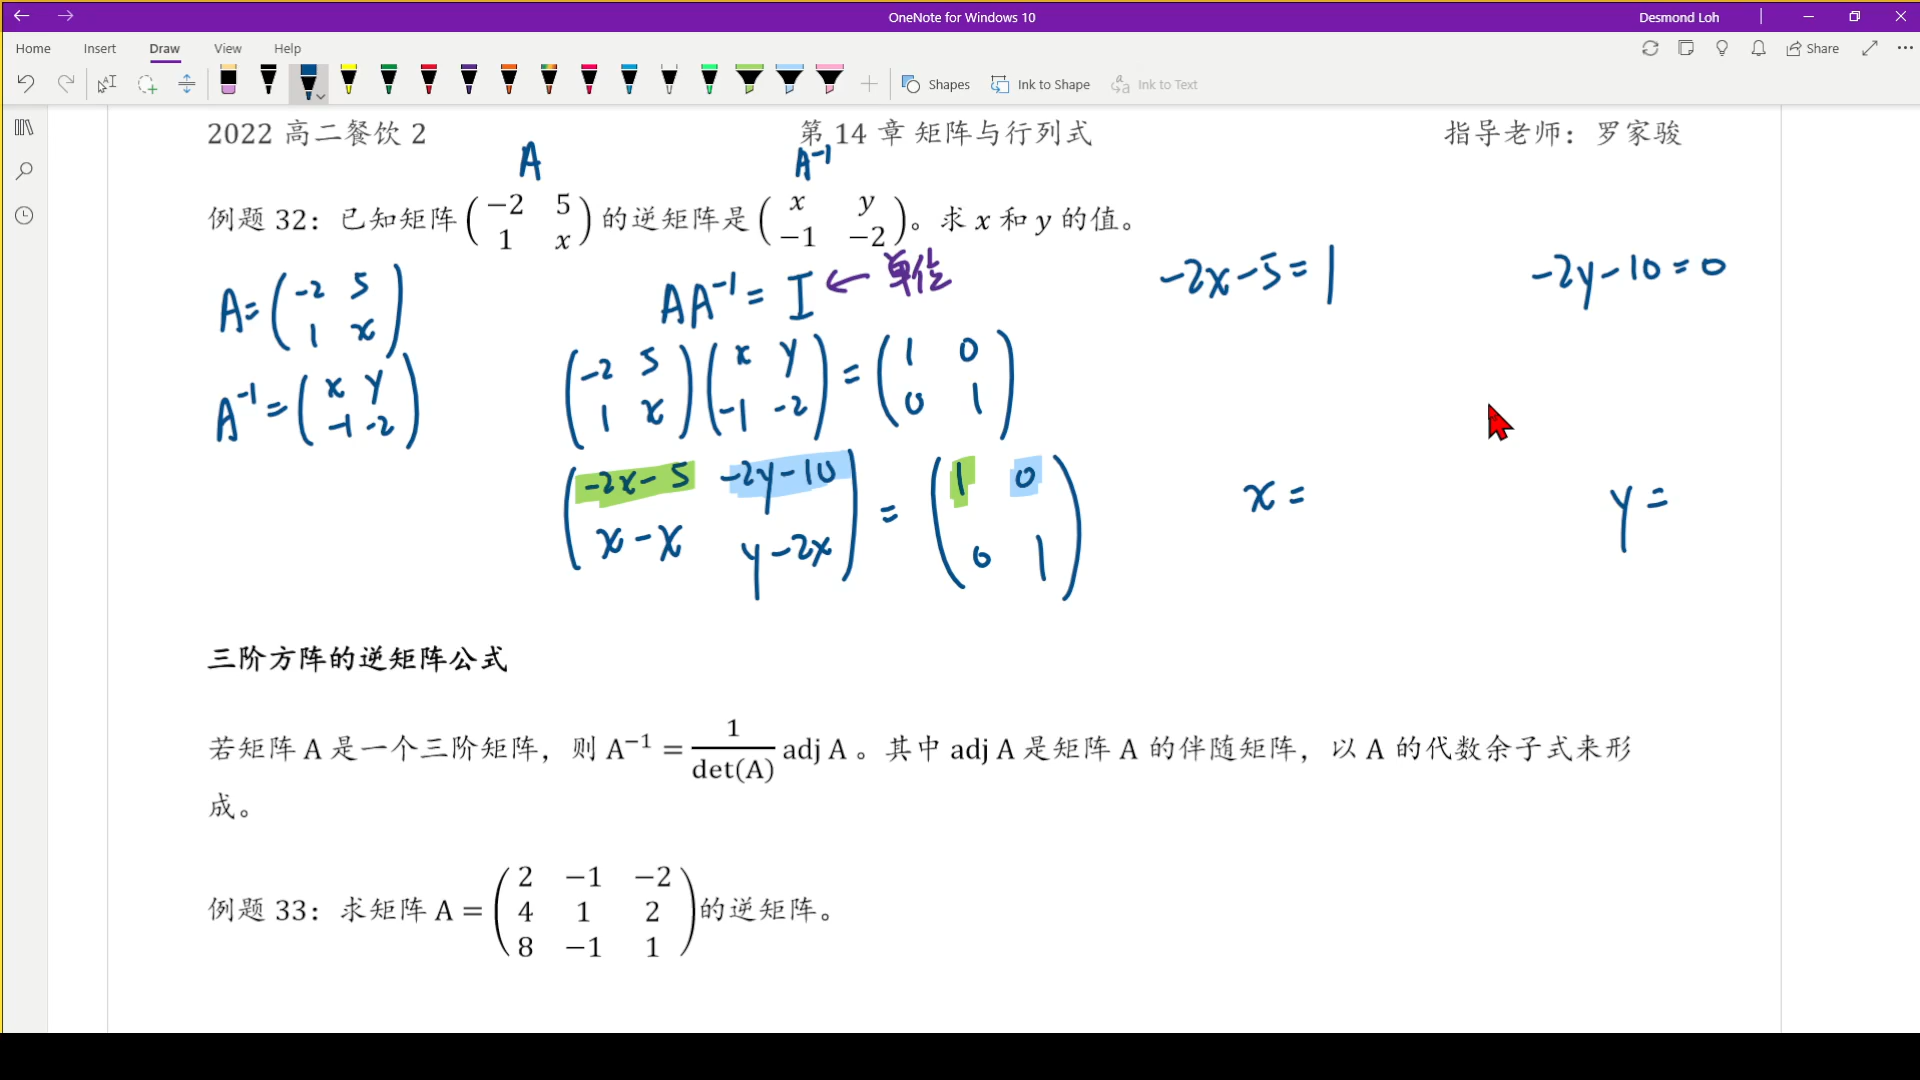 OneNote for Windows 10
Desmond Loh
Home Insert Draw View Help
Share
Shapes Ink to Shape Ink to Text
2022 高二餐饮 2 第 14 章 矩阵与行列式 指导老师：罗家骏
A A⁻¹
例题 32：已知矩阵 (−2 5; 1 x) 的逆矩阵是 (x y; −1 −2)。求 x 和 y 的值。
A = (-2 5; 1 x)
A⁻¹ = (x y; -1 -2)
AA⁻¹ = I ← 单位
(-2 5; 1 x)(x y; -1 -2) = (1 0; 0 1)
(-2x-5 -2y-10; x-x y-2x) = (1 0; 0 1)
-2x-5=1 -2y-10=0
x = y =
三阶方阵的逆矩阵公式
若矩阵 A 是一个三阶矩阵，则 A⁻¹ = 1/det(A) adj A 。其中 adj A 是矩阵 A 的伴随矩阵，以 A 的代数余子式来形
成。
例题 33：求矩阵 A = (2 −1 −2; 4 1 2; 8 −1 1) 的逆矩阵。